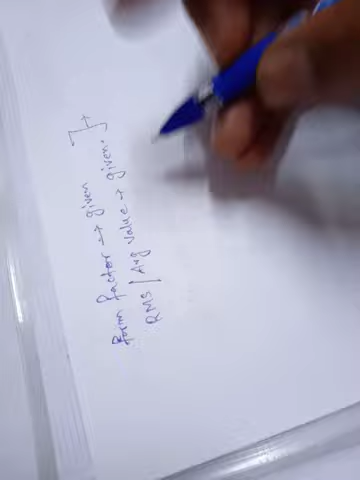 form factor → given
RMS / Avg value → given. ] →